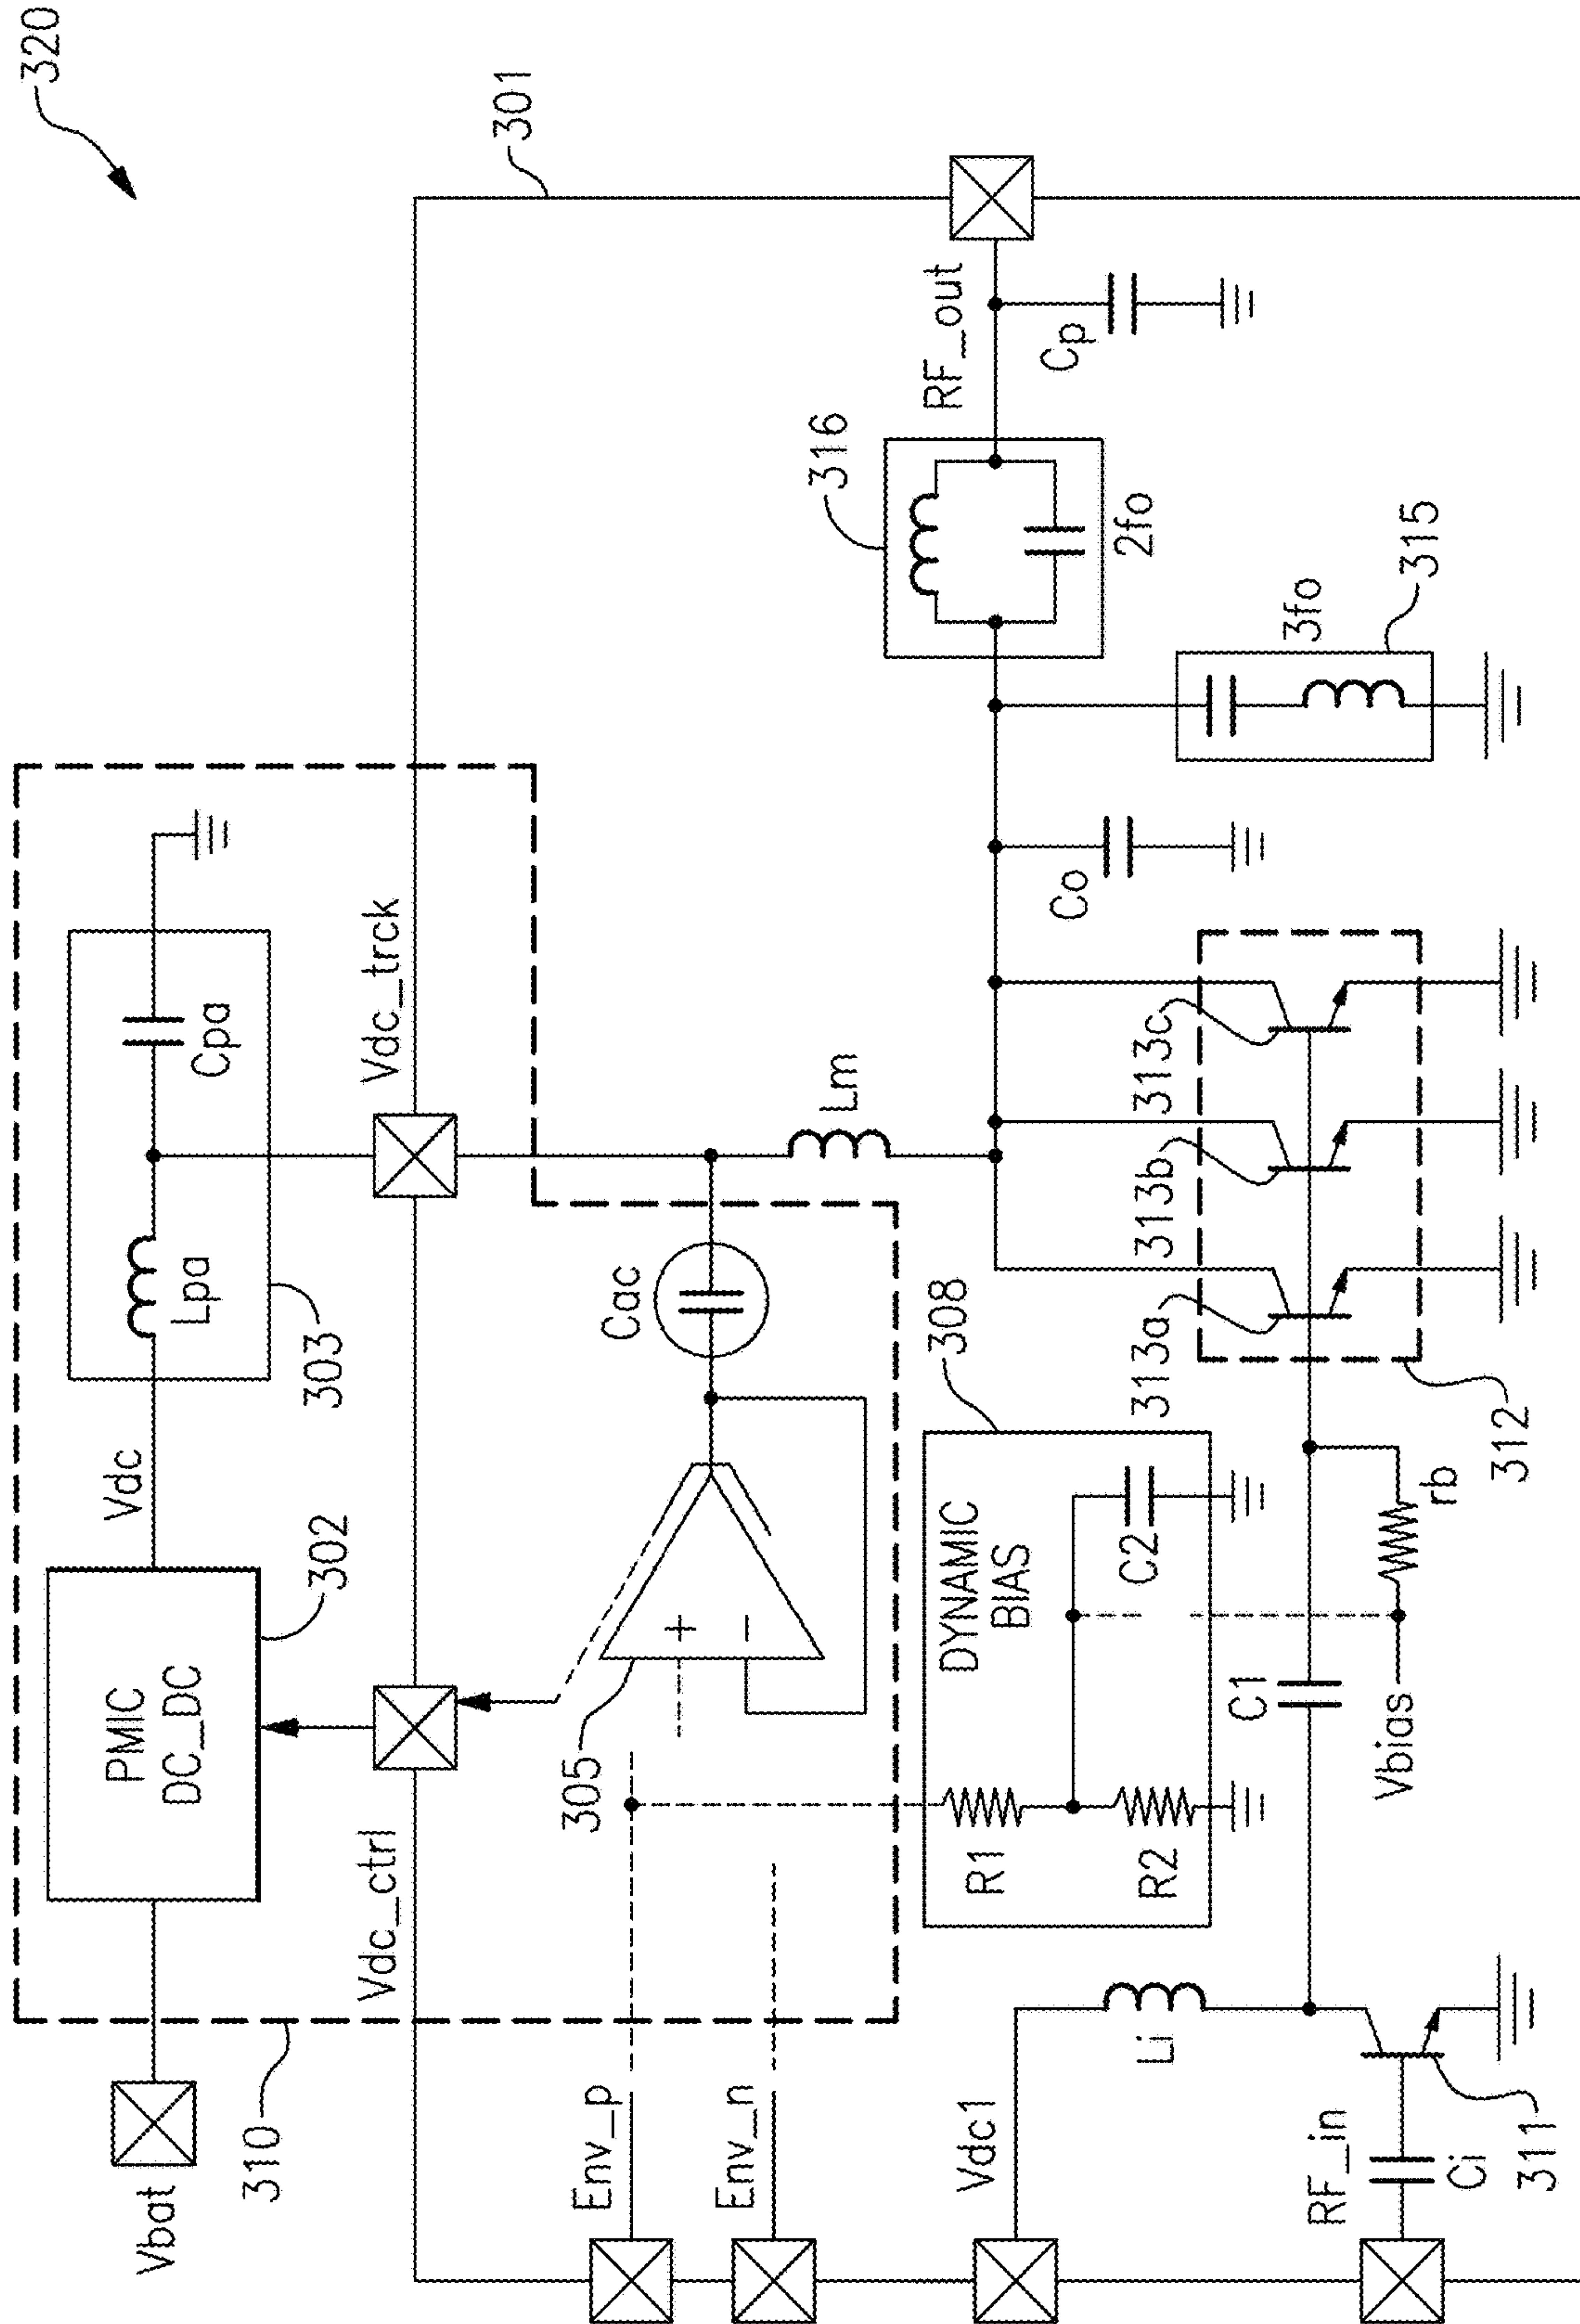 320
310
Vbat
PMIC
DC_DC
302
Vdc
Lpa
303
Cpa
Vdc_ctrl
Vdc_trck
301
Env_p
Env_n
305
+
−
Cac
Lm
Vdc1
Li
RF_in
Ci
311
DYNAMIC
BIAS
308
R1
R2
C2
C1
Vbias
rb
313a
313b
313c
312
Co
3fo
315
316
2fo
RF_out
Cp